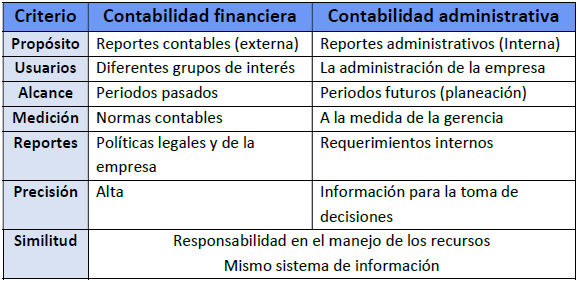 Criterio Contabilidad financiera Contabilidad administrativa
Propósito Reportes contables (externa) Reportes administrativos (Interna)
Usuarios Diferentes grupos de interés La administración de la empresa
Alcance Periodos pasados Periodos futuros (planeación)
Medición Normas contables A la medida de la gerencia
Reportes Políticas legales y de la Requerimientos internos
empresa
Precisión Alta Información para la toma de
decisiones
Similitud Responsabilidad en el manejo de los recursos
Mismo sistema de información